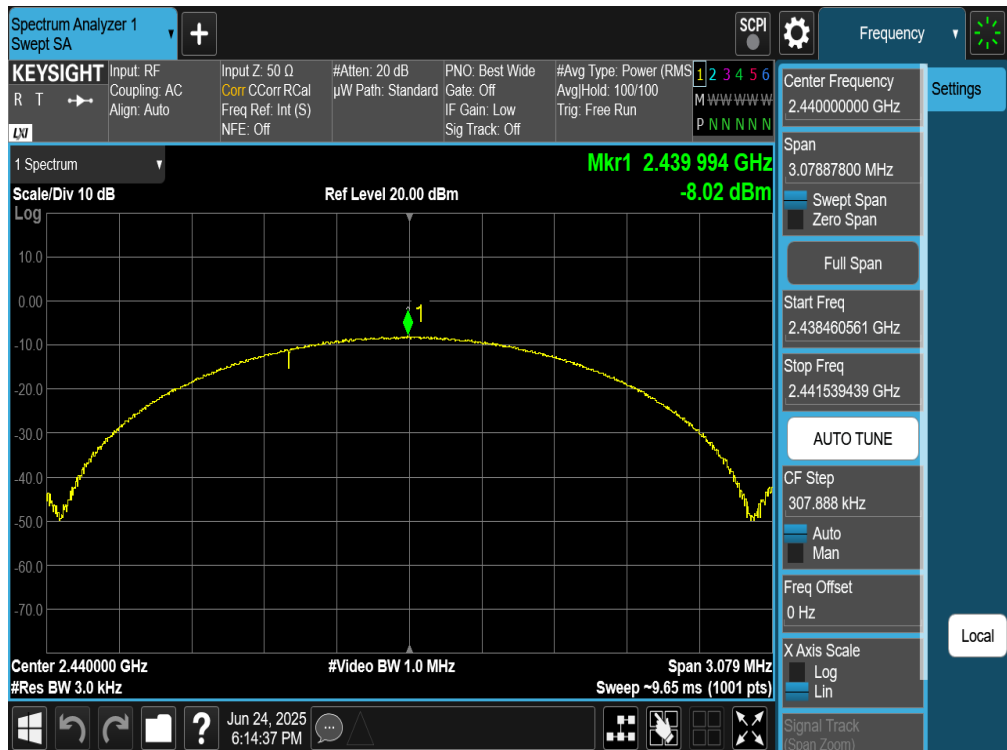 Spectrum Analyzer 1
Swept SA
+
SCPI
Frequency
KEYSIGHT
R T
LXI
Input: RF
Coupling: AC
Align: Auto
Input Z: 50 Ω
Corr CCorr RCal
Freq Ref: Int (S)
NFE: Off
#Atten: 20 dB
µW Path: Standard
PNO: Best Wide
Gate: Off
IF Gain: Low
Sig Track: Off
#Avg Type: Power (RMS
Avg|Hold: 100/100
Trig: Free Run
1 2 3 4 5 6
M W W W W W
P N N N N N
1 Spectrum
Mkr1 2.439 994 GHz
Scale/Div 10 dB
Ref Level 20.00 dBm
-8.02 dBm
Log
10.0
0.00
1
-10.0
-20.0
-30.0
-40.0
-50.0
-60.0
-70.0
Center 2.440000 GHz
#Video BW 1.0 MHz
Span 3.079 MHz
#Res BW 3.0 kHz
Sweep ~9.65 ms (1001 pts)
Center Frequency
2.440000000 GHz
Settings
Span
3.07887800 MHz
Swept Span
Zero Span
Full Span
Start Freq
2.438460561 GHz
Stop Freq
2.441539439 GHz
AUTO TUNE
CF Step
307.888 kHz
Auto
Man
Freq Offset
0 Hz
X Axis Scale
Log
Lin
Local
Signal Track
(Span Zoom)
?
Jun 24, 2025
6:14:37 PM